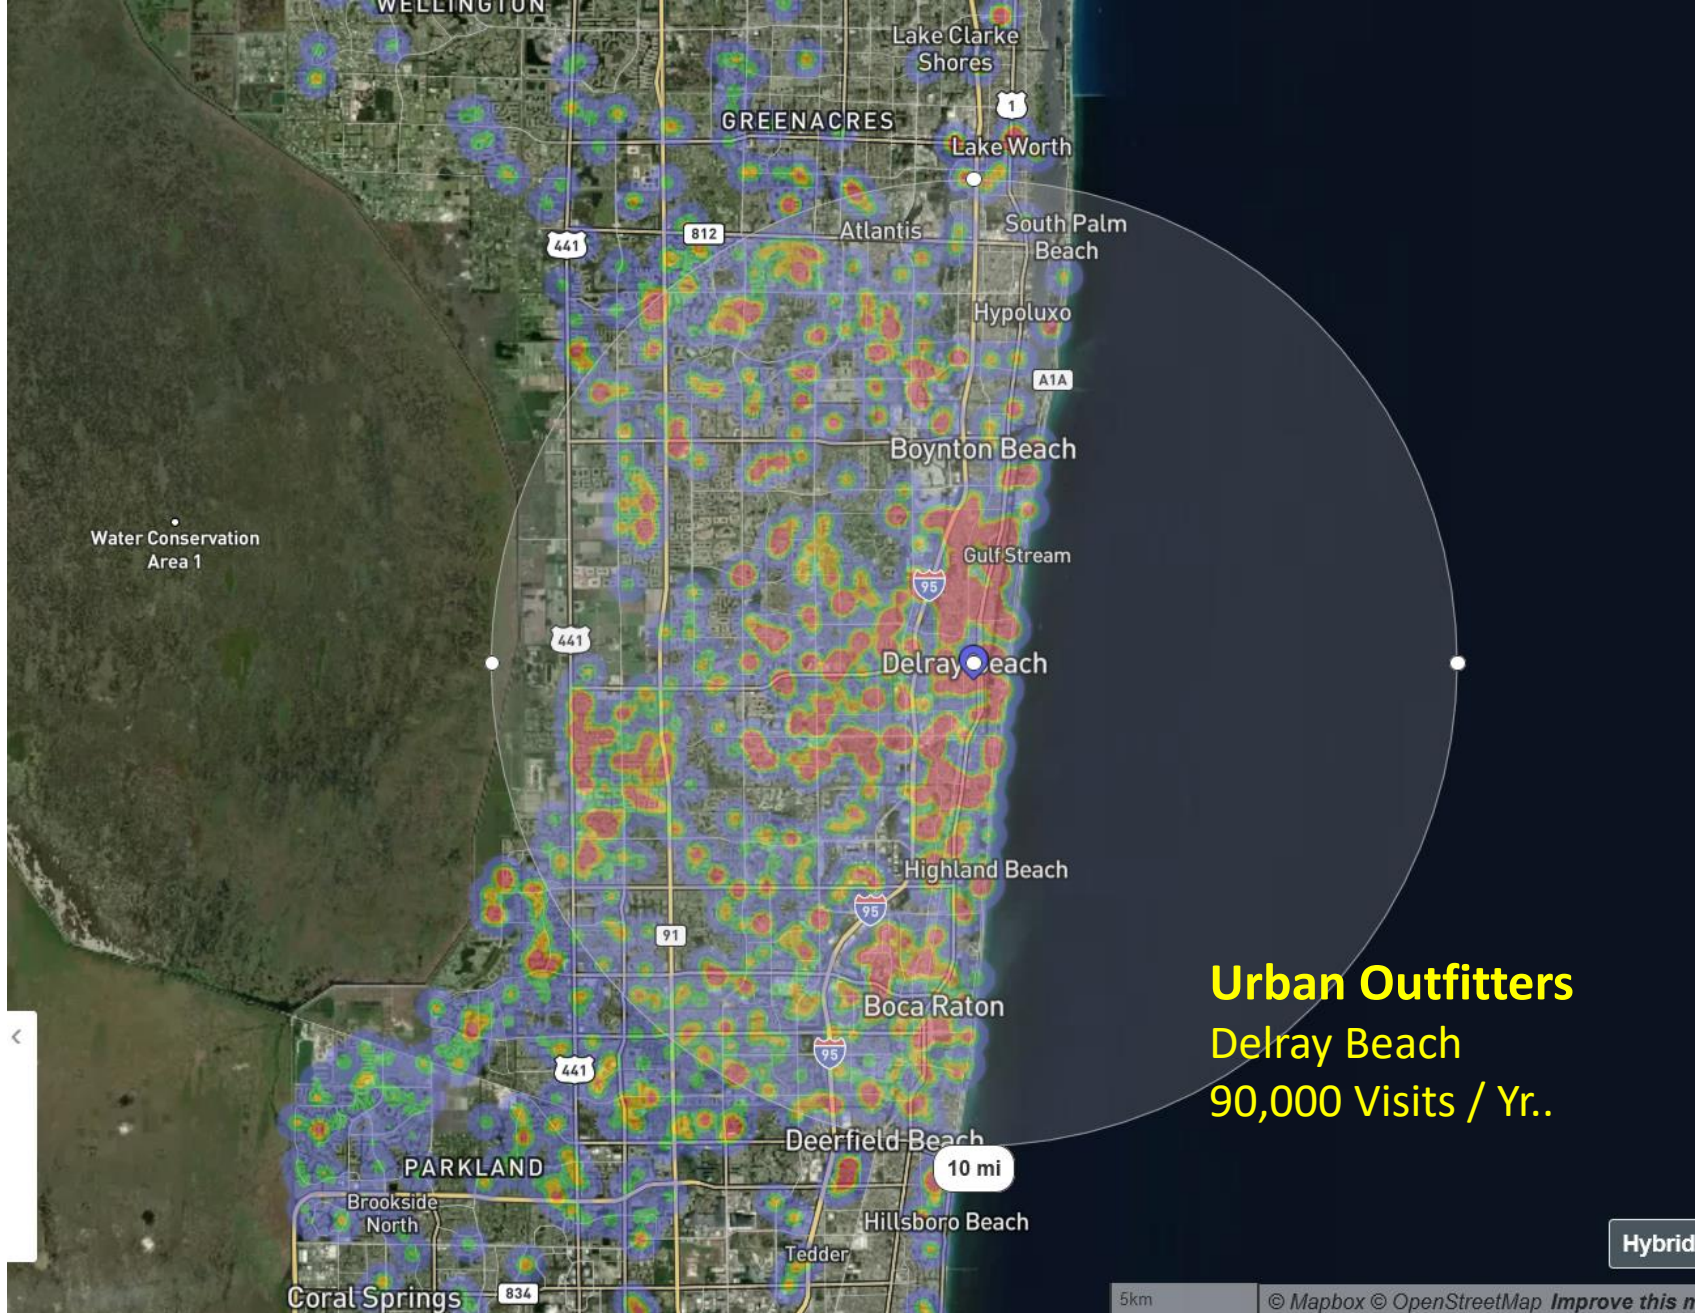 WELLINGTON
Lake Clarke
Shores
1
GREENACRES
Lake Worth
441
812
Atlantis
South Palm
Beach
Hypoluxo
A1A
Boynton Beach
Water Conservation
Area 1
Gulf Stream
95
441
Delray Beach
Highland Beach
95
91
Urban Outfitters
Delray Beach
90,000 Visits / Yr..
Boca Raton
95
441
Deerfield Beach
10 mi
PARKLAND
Brookside
North
Hillsboro Beach
Tedder
Hybrid
Coral Springs
834
5km
© Mapbox © OpenStreetMap Improve this m